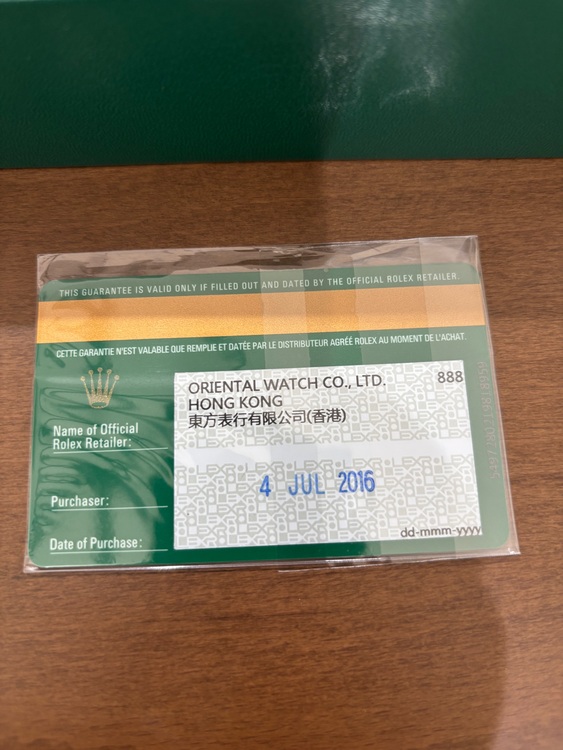 THIS GUARANTEE IS VALID ONLY IF FILLED OUT AND DATED BY THE OFFICIAL ROLEX RETAILER.
CETTE GARANTIE N'EST VALABLE QUE REMPLIE ET DATÉE PAR LE DISTRIBUTEUR AGRÉÉ ROLEX AU MOMENT DE L'ACHAT.
ORIENTAL WATCH CO., LTD. 888
HONG KONG
東方表行有限公司(香港)
Name of Official
Rolex Retailer:
4 JUL 2016
Purchaser:
dd-mmm-yyyy
Date of Purchase: